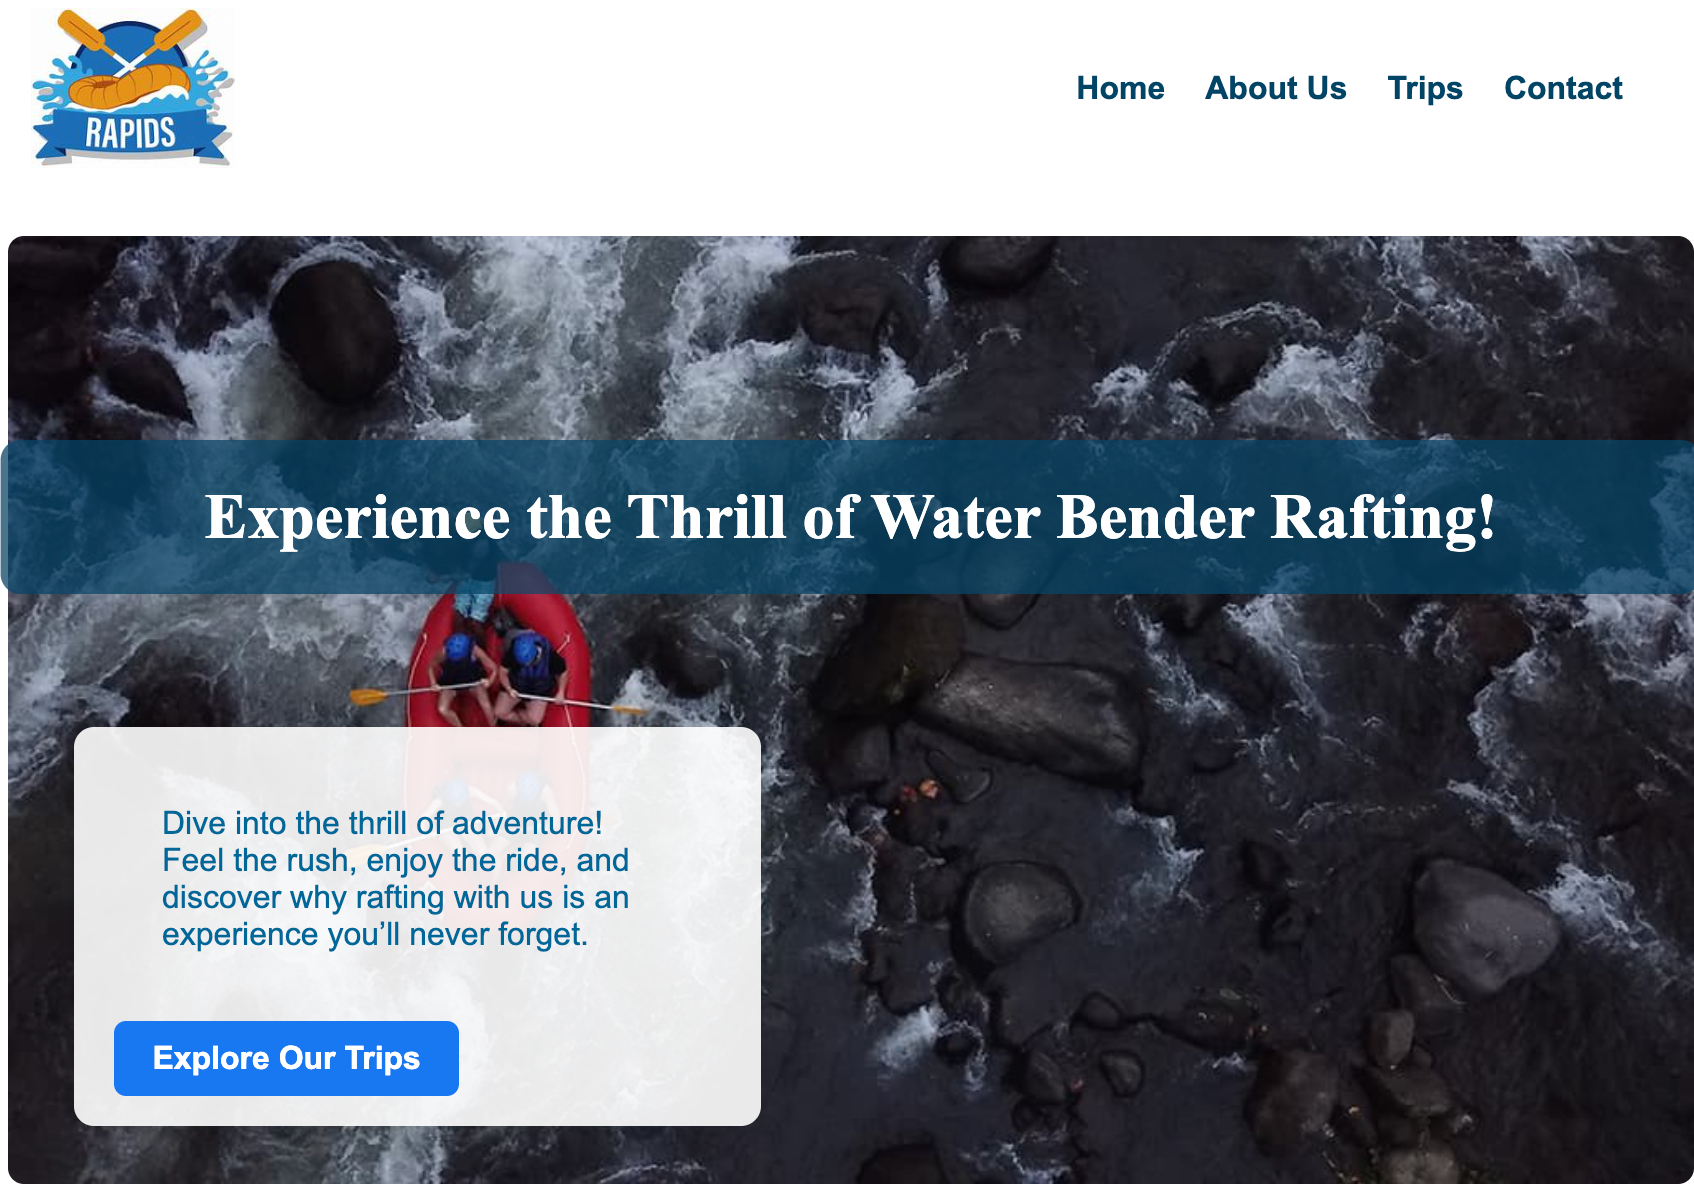 RAPIDS
Home About Us Trips Contact
Experience the Thrill of Water Bender Rafting!
Dive into the thrill of adventure!
Feel the rush, enjoy the ride, and
discover why rafting with us is an
experience you’ll never forget.
Explore Our Trips